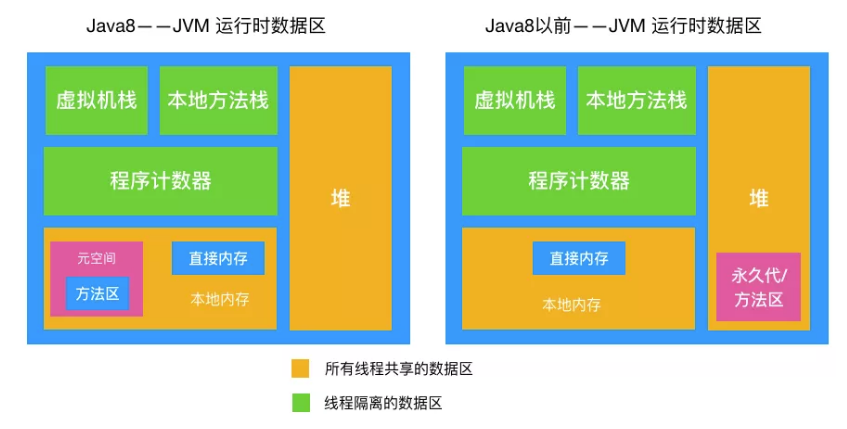 Java8——JVM 运行时数据区
虚拟机栈
本地方法栈
程序计数器
堆
元空间
方法区
直接内存
本地内存
Java8以前——JVM 运行时数据区
虚拟机栈
本地方法栈
程序计数器
堆
直接内存
本地内存
永久代/
方法区
所有线程共享的数据区
线程隔离的数据区